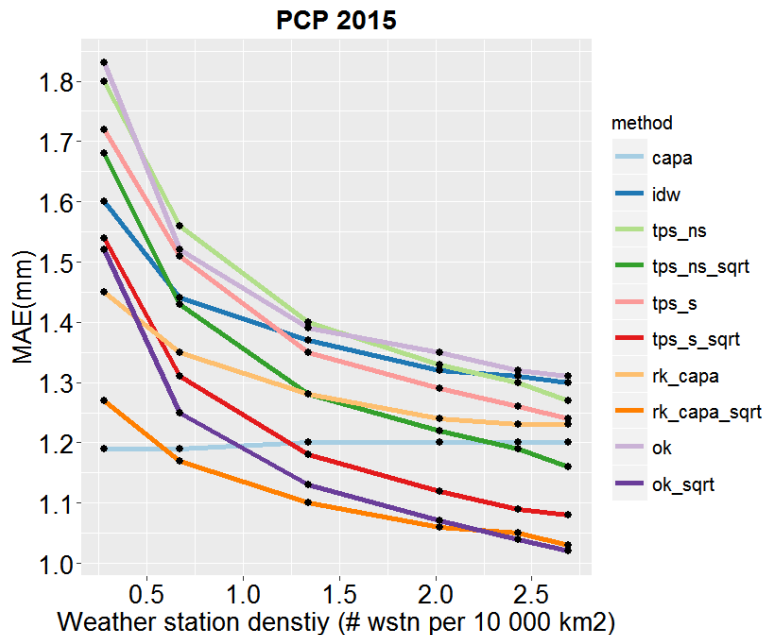 PCP 2015
MAE(mm)
1.8
1.7
1.6
1.5
1.4
1.3
1.2
1.1
1.0
0.5 1.0 1.5 2.0 2.5
Weather station denstiy (# wstn per 10 000 km2)
method
capa
idw
tps_ns
tps_ns_sqrt
tps_s
tps_s_sqrt
rk_capa
rk_capa_sqrt
ok
ok_sqrt